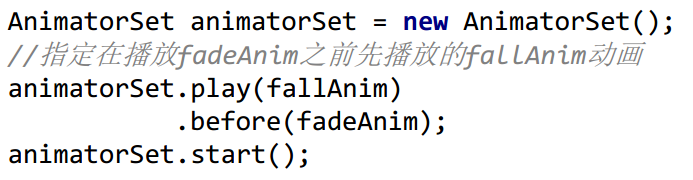 AnimatorSet animatorSet = new AnimatorSet();
//指定在播放fadeAnim之前先播放的fallAnim动画
animatorSet.play(fallAnim)
.before(fadeAnim);
animatorSet.start();